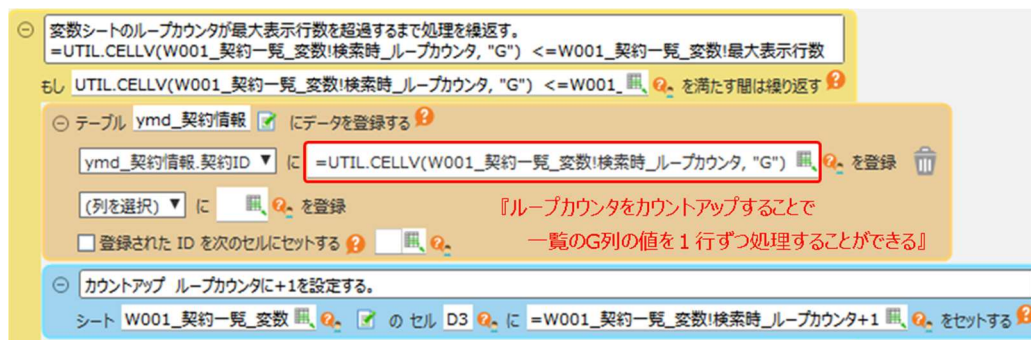 変数シートのループカウンタが最大表示行数を超過するまで処理を繰返す。
=UTIL.CELLV(W001_契約一覧_変数!検索時_ループカウンタ, "G") <=W001_契約一覧_変数!最大表示行数
もし UTIL.CELLV(W001_契約一覧_変数!検索時_ループカウンタ, "G") <=W001_ を満たす間は繰り返す
テーブル ymd_契約情報 にデータを登録する
ymd_契約情報.契約ID ▼ に =UTIL.CELLV(W001_契約一覧_変数!検索時_ループカウンタ, "G") を登録
(列を選択) ▼ に を登録
『ループカウンタをカウントアップすることで
一覧のG列の値を１行ずつ処理することができる』
登録された ID を次のセルにセットする
カウントアップ ループカウンタに+1を設定する。
シート W001_契約一覧_変数 の セル D3 に =W001_契約一覧_変数!検索時_ループカウンタ+1 をセットする